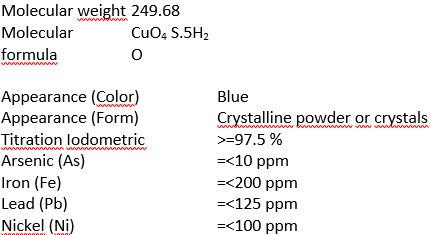 Molecular weight 249.68
Molecular CuO₄ S.5H₂
formula O
Appearance (Color) Blue
Appearance (Form) Crystalline powder or crystals
Titration Iodometric >=97.5 %
Arsenic (As) =<10 ppm
Iron (Fe) =<200 ppm
Lead (Pb) =<125 ppm
Nickel (Ni) =<100 ppm